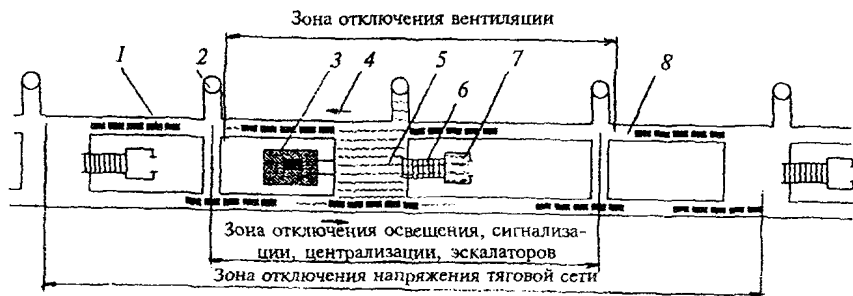 Зона отключения вентиляции
1
2
3
4
5
6
7
8
Зона отключения освещения, сигнализа-
ции, централизации, эскалаторов
Зона отключения напряжения тяговой сети